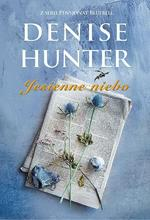 Z SERII PENSJONAT BLUEBELL
DENISE
HUNTER
Jesienne niebo